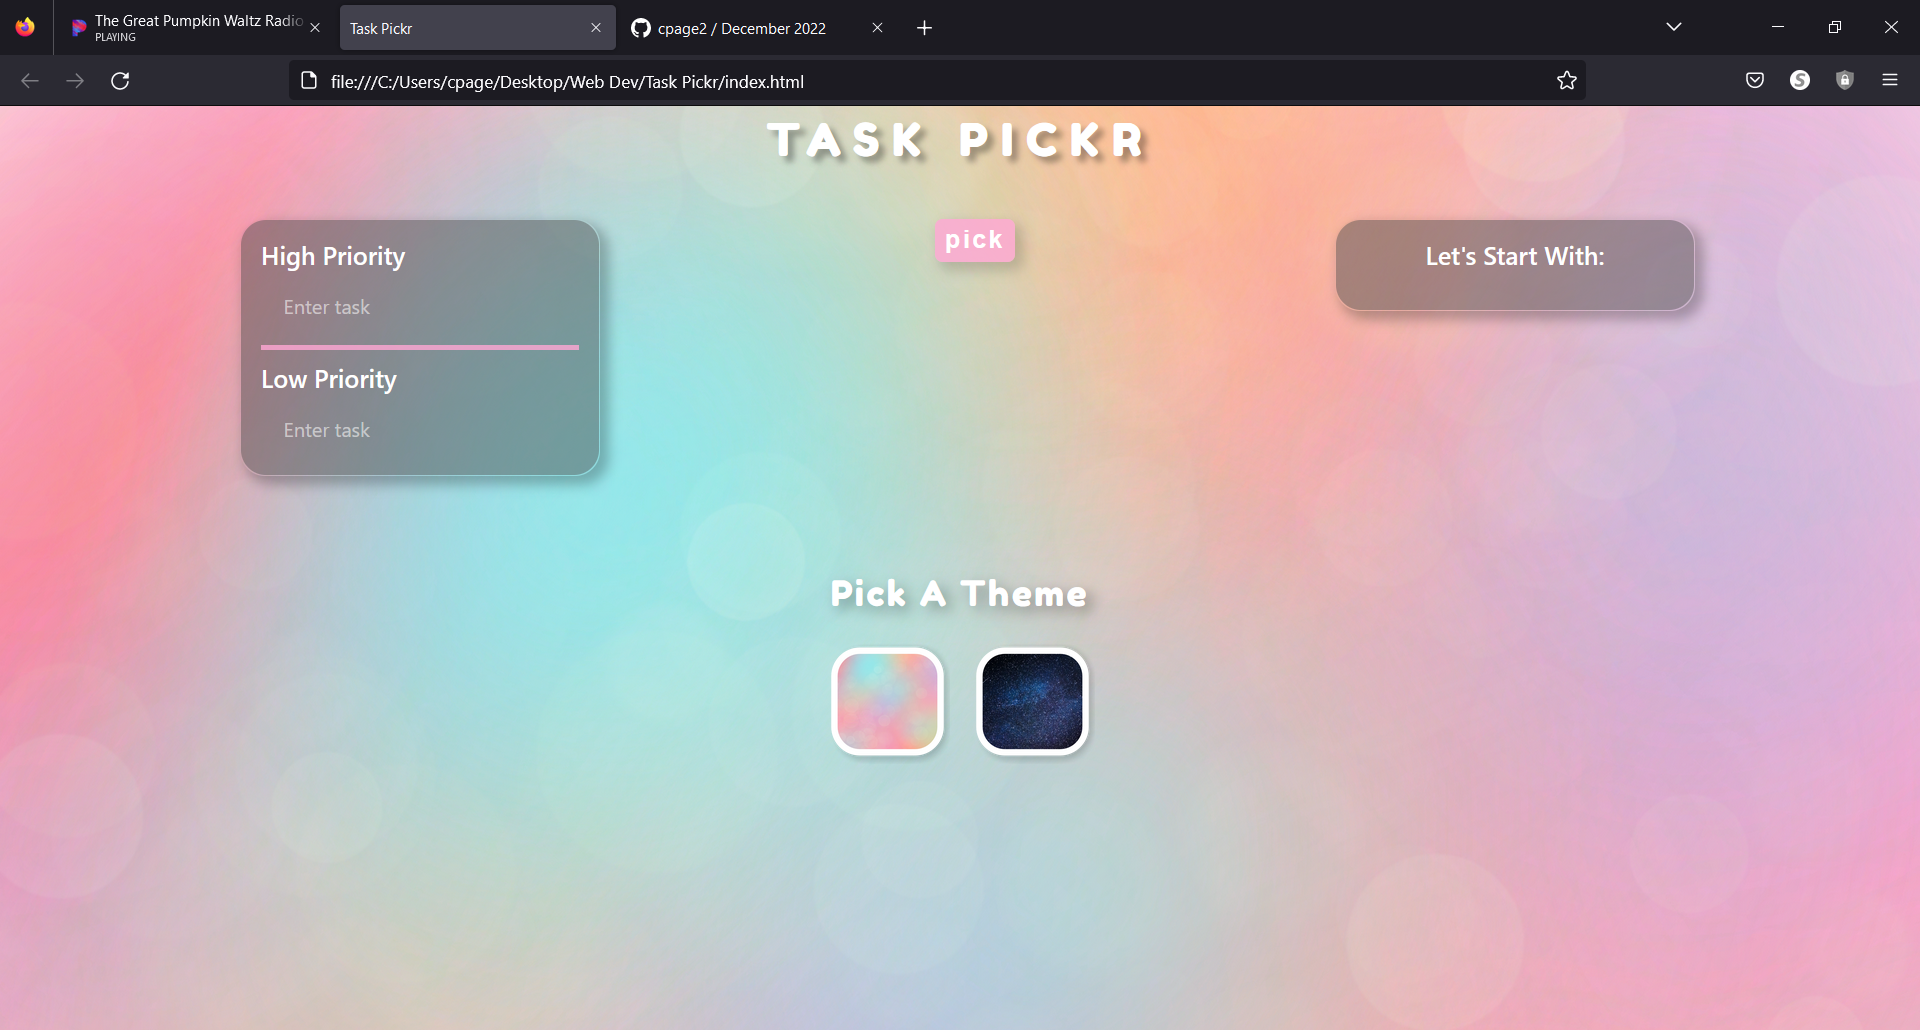 The Great Pumpkin Waltz Radio
PLAYING
Task Pickr
cpage2 / December 2022
file:///C:/Users/cpage/Desktop/Web Dev/Task Pickr/index.html
TASK PICKR
High Priority
Enter task
Low Priority
Enter task
pick
Let's Start With:
Pick A Theme